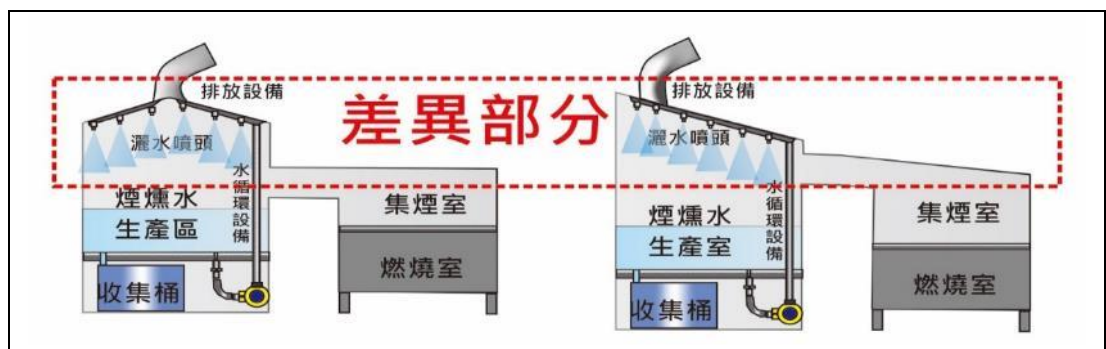 排放設備
灑水噴頭
水循環設備
煙燻水
生產區
收集桶
集煙室
燃燒室
差異部分
排放設備
灑水噴頭
水循環設備
煙燻水
生產室
收集桶
集煙室
燃燒室